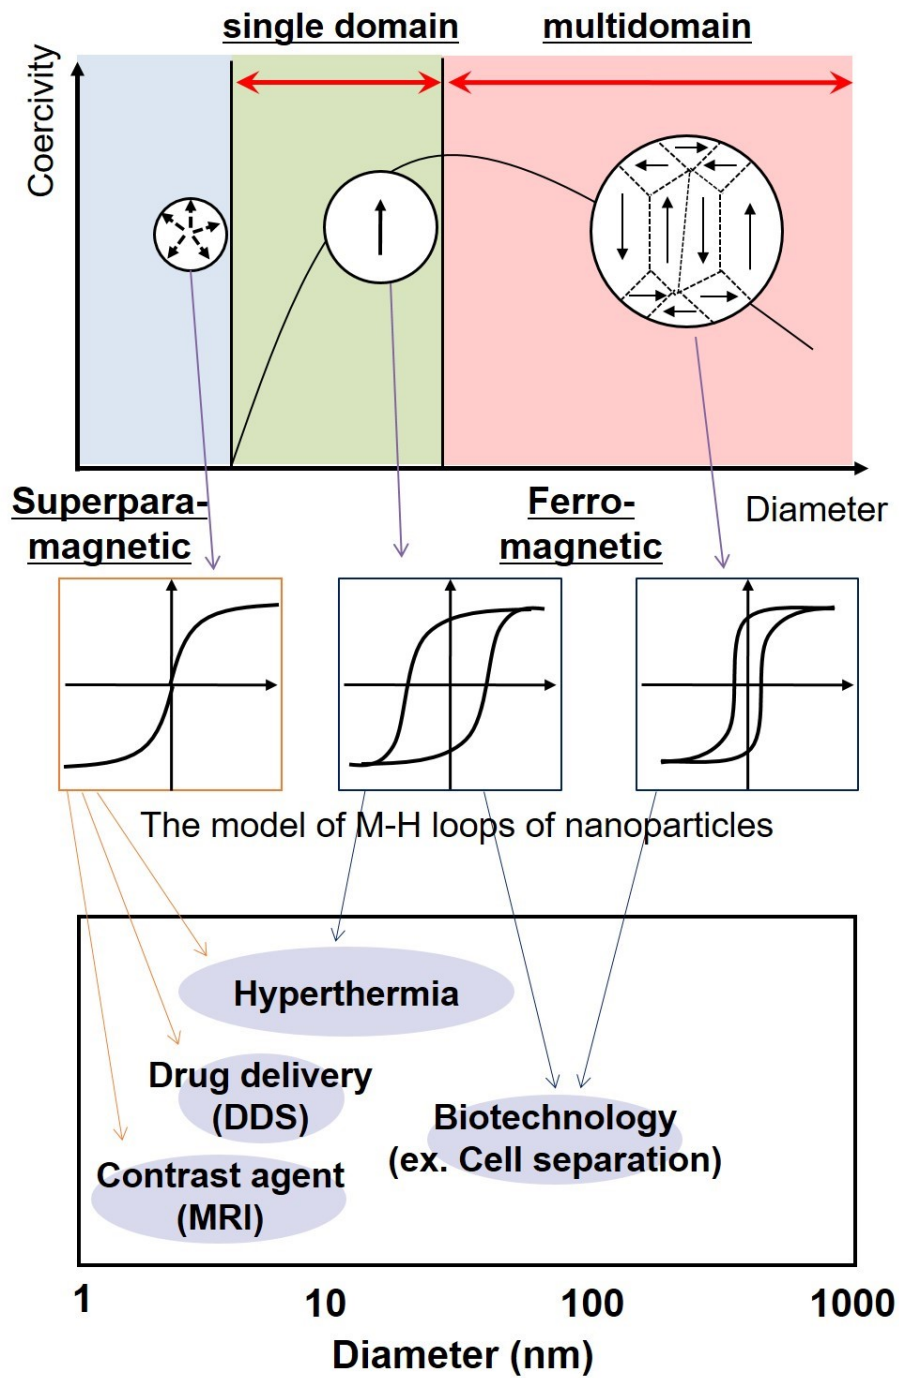 single domain
multidomain
Coercivity
Superpara-
magnetic
Ferro-
magnetic
Diameter
The model of M-H loops of nanoparticles
Hyperthermia
Drug delivery
(DDS)
Biotechnology
(ex. Cell separation)
Contrast agent
(MRI)
1
10
100
1000
Diameter (nm)